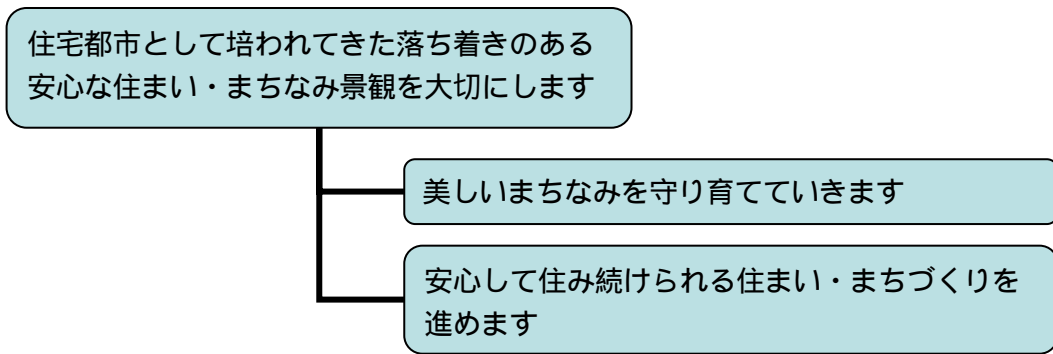 住宅都市として培われてきた落ち着きのある
安心な住まい・まちなみ景観を大切にします
美しいまちなみを守り育てていきます
安心して住み続けられる住まい・まちづくりを
進めます